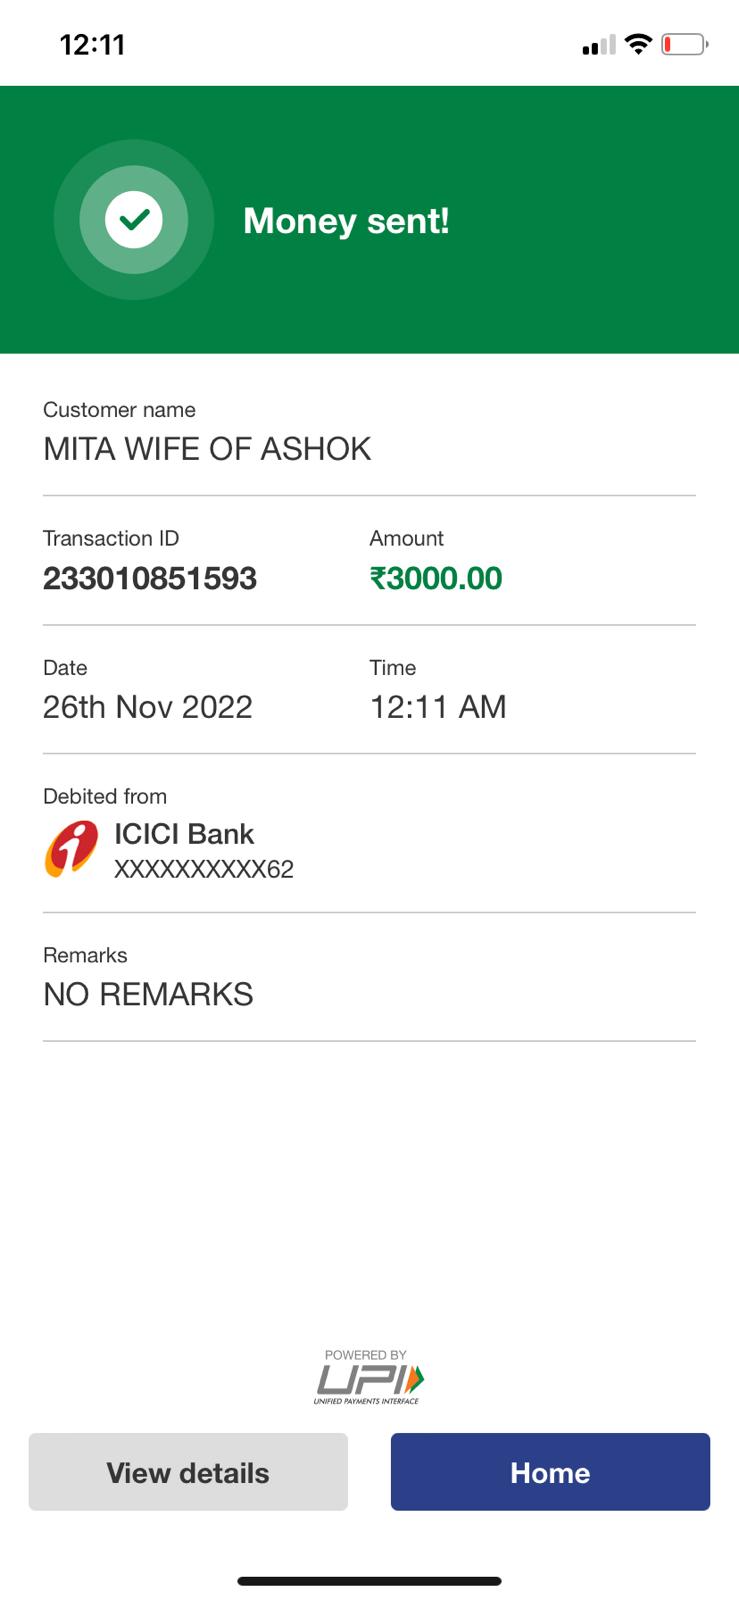 12:11
Money sent!
Customer name
MITA WIFE OF ASHOK
Transaction ID
233010851593
Amount
₹3000.00
Date
26th Nov 2022
Time
12:11 AM
Debited from
ICICI Bank
XXXXXXXXXX62
Remarks
NO REMARKS
POWERED BY
UPI
UNIFIED PAYMENTS INTERFACE
View details
Home